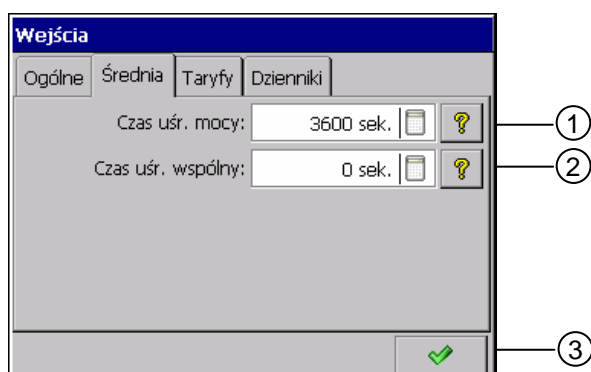 Wejścia
Ogólne Średnia Taryfy Dzienniki
Czas uśr. mocy: 3600 sek. ? 1
Czas uśr. wspólny: 0 sek. ? 2
3